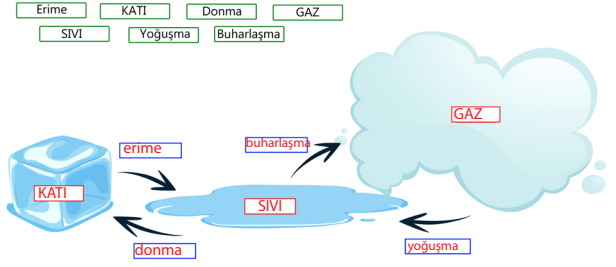 Erime KATI Donma GAZ
SIVI Yoğuşma Buharlaşma
GAZ
erime buharlaşma
KATI SIVI
donma yoğuşma